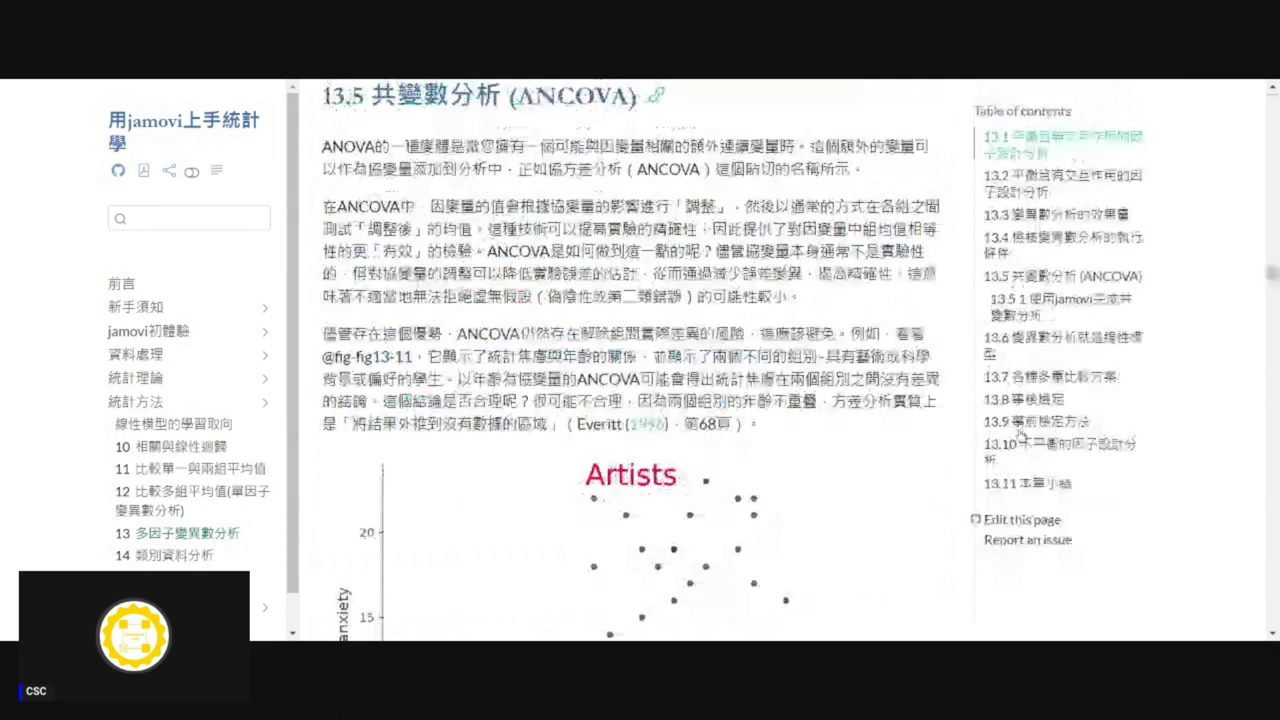 用jamovi上手統計
學
前言
新手須知
jamovi初體驗
資料處理
統計理論
統計方法
線性模型的學習取向
10 相關與線性迴歸
11 比較單一與兩組平均值
12 比較多組平均值(單因子
變異數分析)
13 多因子變異數分析
14 類別資料分析
CSC
13.5 共變數分析 (ANCOVA)
ANOVA的一種變體是當您擁有一個可能與因變量相關的額外連續變量時。這個額外的變量可
以作為協變量添加到分析中，正如協方差分析（ANCOVA）這個貼切的名稱所示。
在ANCOVA中，因變量的值會根據協變量的影響進行「調整」，然後以通常的方式在各組之間
測試「調整後」的均值。這種技術可以提高實驗的精確性，因此提供了對因變量中組均值相等
性的更「有效」的檢驗。ANCOVA是如何做到這一點的呢？儘管協變量本身通常不是實驗性
的，但對協變量的調整可以降低實驗誤差的估計，從而通過減少誤差變異，提高精確性。這意
味著不適當地無法拒絕虛無假設（偽陰性或第二類錯誤）的可能性較小。
儘管存在這個優勢，ANCOVA仍然存在解除組間實際差異的風險，這應該避免。例如，看看
@fig-fig13-11，它顯示了統計焦慮與年齡的關係，並顯示了兩個不同的組別-具有藝術或科學
背景或偏好的學生。以年齡為協變量的ANCOVA可能會得出統計焦慮在兩個組別之間沒有差異
的結論。這個結論是否合理呢？很可能不合理，因為兩個組別的年齡不重疊，方差分析實質上
是「將結果外推到沒有數據的區域」（Everitt (1996)，第68頁）。
Artists
20
15
anxiety
Table of contents
13.2 平衡且有交互作用的因
子設計分析
13.3 變異數分析的效果量
13.4 檢核變異數分析的執行
條件
13.5 共變數分析 (ANCOVA)
13.5.1 使用jamovi完成共
變數分析
13.6 變異數分析就是線性模
型
13.7 各種多重比較方案
13.8 事後檢定
13.9 事前檢定方法
13.10 不平衡的因子設計分
析
13.11 本章小結
Edit this page
Report an issue